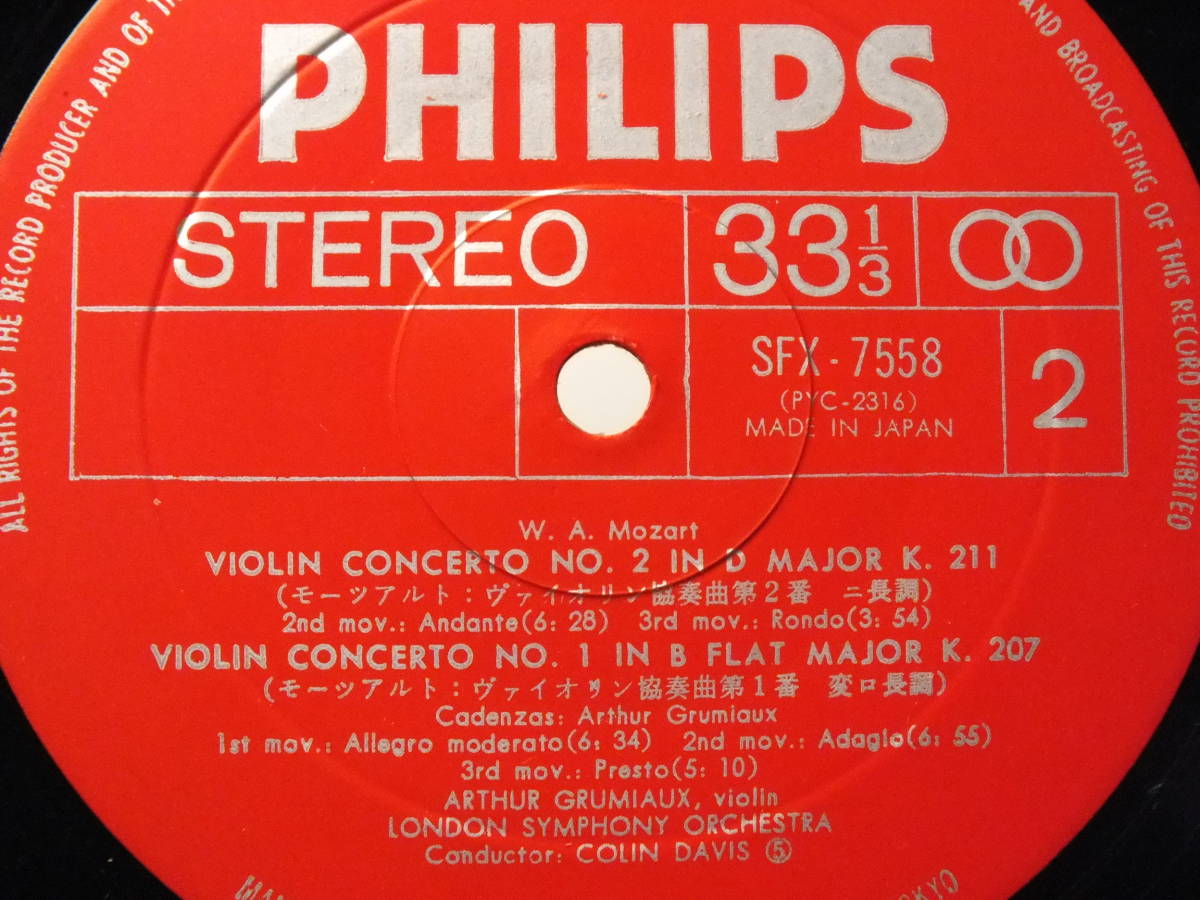 PHILIPS
STEREO 33 1/3
SFX-7558
(PYC-2316)
MADE IN JAPAN
2
W. A. Mozart
VIOLIN CONCERTO NO. 2 IN D MAJOR K. 211
(モーツアルト：ヴァイオリン協奏曲第2番 ニ長調)
2nd mov.: Andante(6: 28) 3rd mov.: Rondo(3: 54)
VIOLIN CONCERTO NO. 1 IN B FLAT MAJOR K. 207
(モーツアルト：ヴァイオリン協奏曲第1番 変ロ長調)
Cadenzas: Arthur Grumiaux
1st mov.: Allegro moderato(6: 34) 2nd mov.: Adagio(6: 55)
3rd mov.: Presto(5: 10)
ARTHUR GRUMIAUX, violin
LONDON SYMPHONY ORCHESTRA
Conductor: COLIN DAVIS ⑤
ALL RIGHTS OF THE RECORD PRODUCER AND OF THE
AND BROADCASTING OF THIS RECORD PROHIBITED